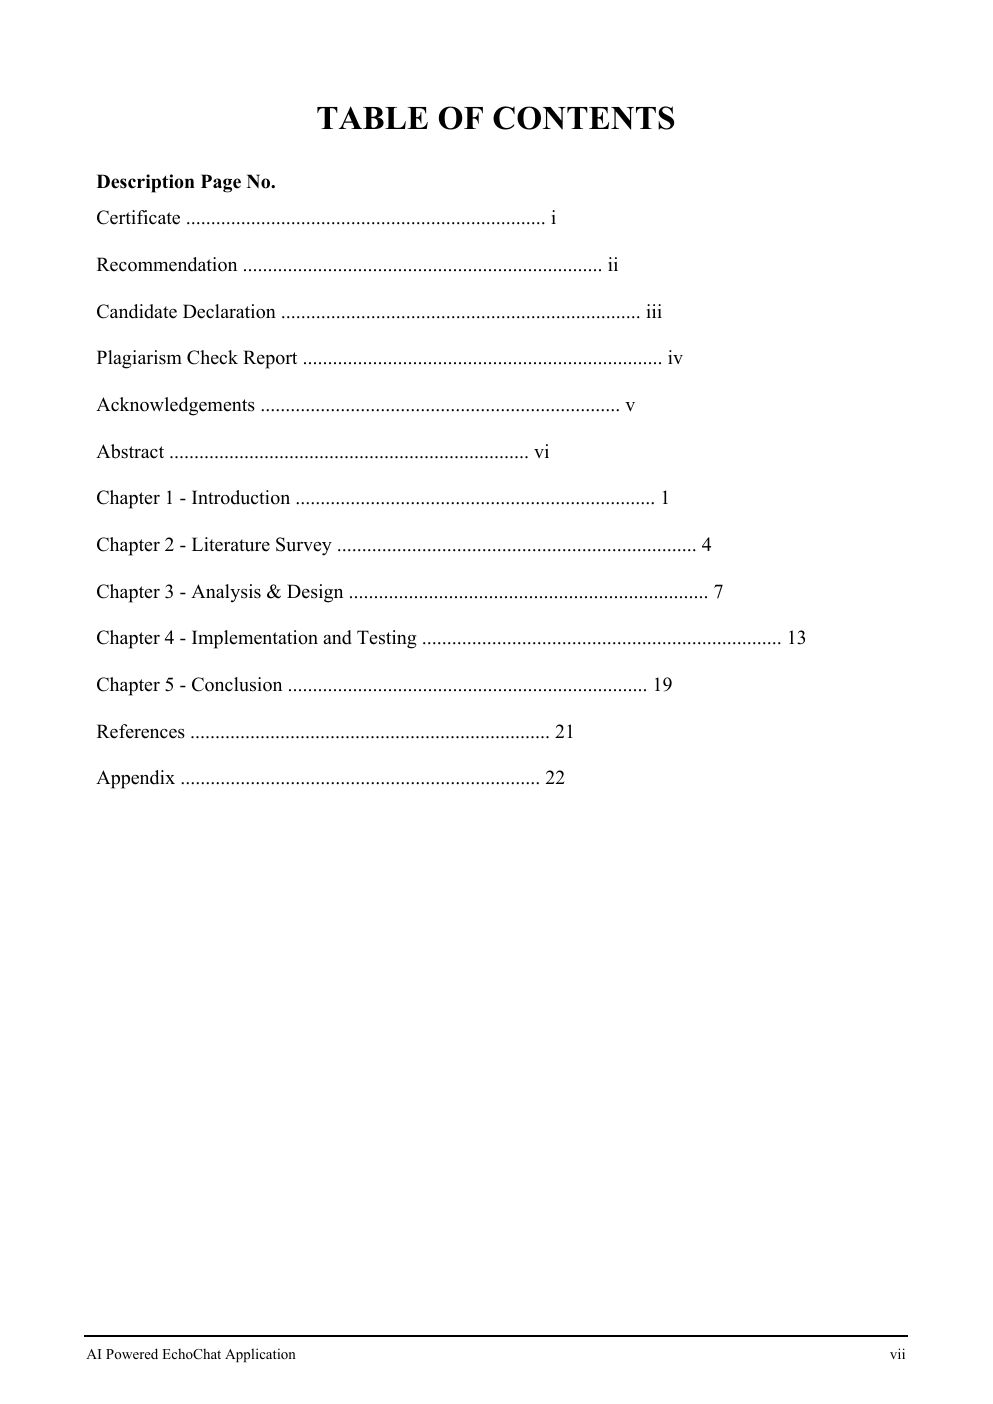 TABLE OF CONTENTS
Description Page No.
Certificate ........................................................................ i
Recommendation ........................................................................ ii
Candidate Declaration ........................................................................ iii
Plagiarism Check Report ........................................................................ iv
Acknowledgements ........................................................................ v
Abstract ........................................................................ vi
Chapter 1 - Introduction ........................................................................ 1
Chapter 2 - Literature Survey ........................................................................ 4
Chapter 3 - Analysis & Design ........................................................................ 7
Chapter 4 - Implementation and Testing ........................................................................ 13
Chapter 5 - Conclusion ........................................................................ 19
References ........................................................................ 21
Appendix ........................................................................ 22
AI Powered EchoChat Application vii